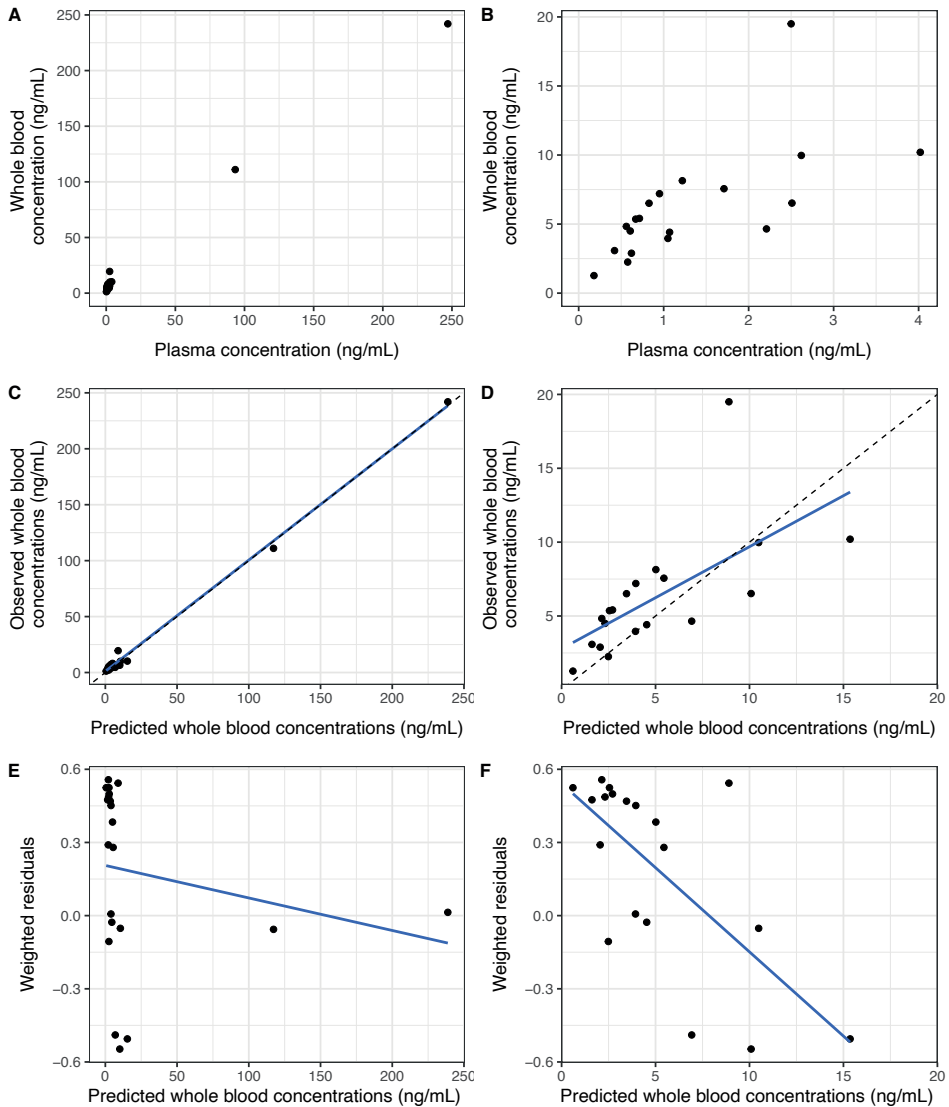 A
Whole blood
concentration (ng/mL)
250
200
150
100
50
0
0 50 100 150 200 250
Plasma concentration (ng/mL)
B
Whole blood
concentration (ng/mL)
20
15
10
5
0
0 1 2 3 4
Plasma concentration (ng/mL)
C
Observed whole blood
concentrations (ng/mL)
250
200
150
100
50
0
0 50 100 150 200 250
Predicted whole blood concentrations (ng/mL)
D
Observed whole blood
concentrations (ng/mL)
20
15
10
5
0 5 10 15 20
Predicted whole blood concentrations (ng/mL)
E
Weighted residuals
0.6
0.3
0.0
−0.3
−0.6
0 50 100 150 200 250
Predicted whole blood concentrations (ng/mL)
F
Weighted residuals
0.6
0.3
0.0
−0.3
−0.6
0 5 10 15 20
Predicted whole blood concentrations (ng/mL)